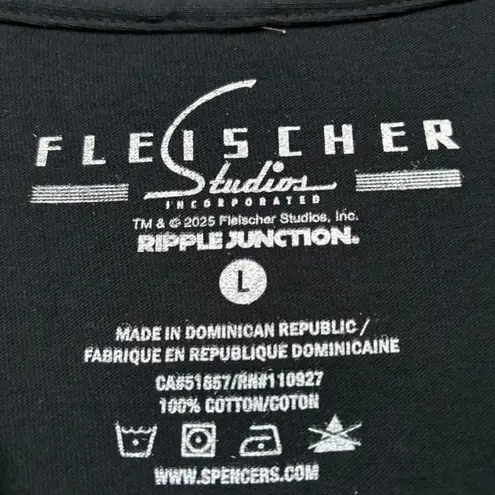 FLEISCHER
Studios
INCORPORATED
TM & © 2025 Fleischer Studios, Inc.
RIPPLE JUNCTION®
L
MADE IN DOMINICAN REPUBLIC /
FABRIQUE EN REPUBLIQUE DOMINICAINE
CA#51857/RN#110927
100% COTTON/COTON
WWW.SPENCERS.COM